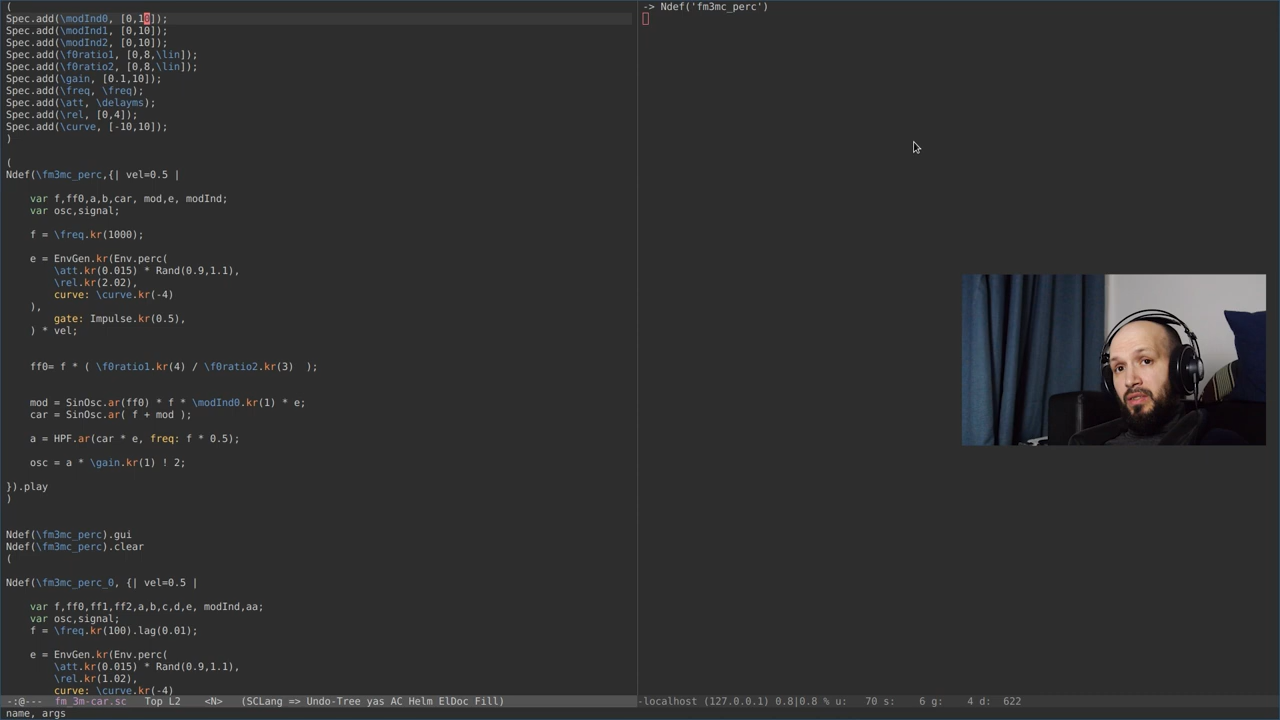 (
Spec.add(\modInd0, [0,10]);
Spec.add(\modInd1, [0,10]);
Spec.add(\modInd2, [0,10]);
Spec.add(\f0ratio1, [0,8,\lin]);
Spec.add(\f0ratio2, [0,8,\lin]);
Spec.add(\gain, [0.1,10]);
Spec.add(\freq, \freq);
Spec.add(\att, \delayms);
Spec.add(\rel, [0,4]);
Spec.add(\curve, [-10,10]);
)
(
Ndef(\fm3mc_perc,{| vel=0.5 |
var f,ff0,a,b,car, mod,e, modInd;
var osc,signal;
f = \freq.kr(1000);
e = EnvGen.kr(Env.perc(
\att.kr(0.015) * Rand(0.9,1.1),
\rel.kr(2.02),
curve: \curve.kr(-4)
),
gate: Impulse.kr(0.5),
) * vel;
ff0= f * ( \f0ratio1.kr(4) / \f0ratio2.kr(3)  );
mod = SinOsc.ar(ff0) * f * \modInd0.kr(1) * e;
car = SinOsc.ar( f + mod );
a = HPF.ar(car * e, freq: f * 0.5);
osc = a * \gain.kr(1) ! 2;
}).play
)
Ndef(\fm3mc_perc).gui
Ndef(\fm3mc_perc).clear
(
Ndef(\fm3mc_perc_0, {| vel=0.5 |
var f,ff0,ff1,ff2,a,b,c,d,e, modInd,aa;
var osc,signal;
f = \freq.kr(100).lag(0.01);
e = EnvGen.kr(Env.perc(
\att.kr(0.015) * Rand(0.9,1.1),
\rel.kr(1.02),
curve: \curve.kr(-4)
-:@---  fm_3m-car.sc   Top L2    <N>   (SCLang => Undo-Tree yas AC Helm ElDoc Fill)
name, args
-> Ndef('fm3mc_perc')
-localhost (127.0.0.1) 0.8|0.8 % u:   70 s:    6 g:    4 d:  622